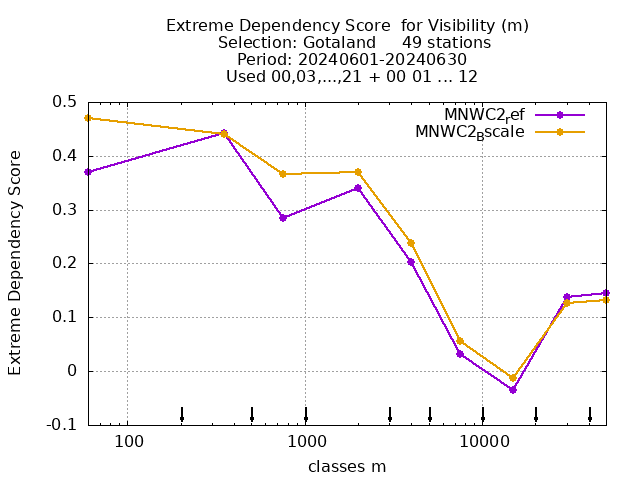 Extreme Dependency Score  for Visibility (m)
Selection: Gotaland     49 stations
Period: 20240601-20240630
Used 00,03,...,21 + 00 01 ... 12
MNWC2ref
MNWC2Bscale
Extreme Dependency Score
0.5
0.4
0.3
0.2
0.1
0
-0.1
100 1000 10000
classes m